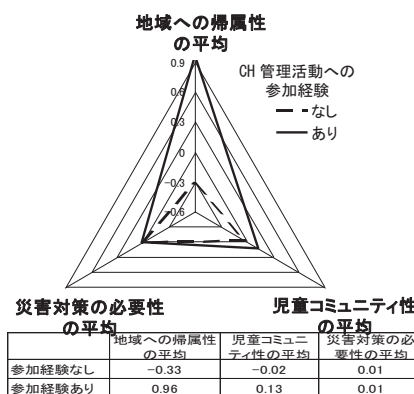 地域への帰属性
の平均
0.9
0.6
0.3
0
-0.3
-0.6
CH 管理活動への
参加経験
なし
あり
災害対策の必要性
の平均
児童コミュニティ性
の平均
地域への帰属性
の平均
児童コミュニ
ティ性の平均
災害対策の必
要性の平均
参加経験なし -0.33 -0.02 0.01
参加経験あり 0.96 0.13 0.01